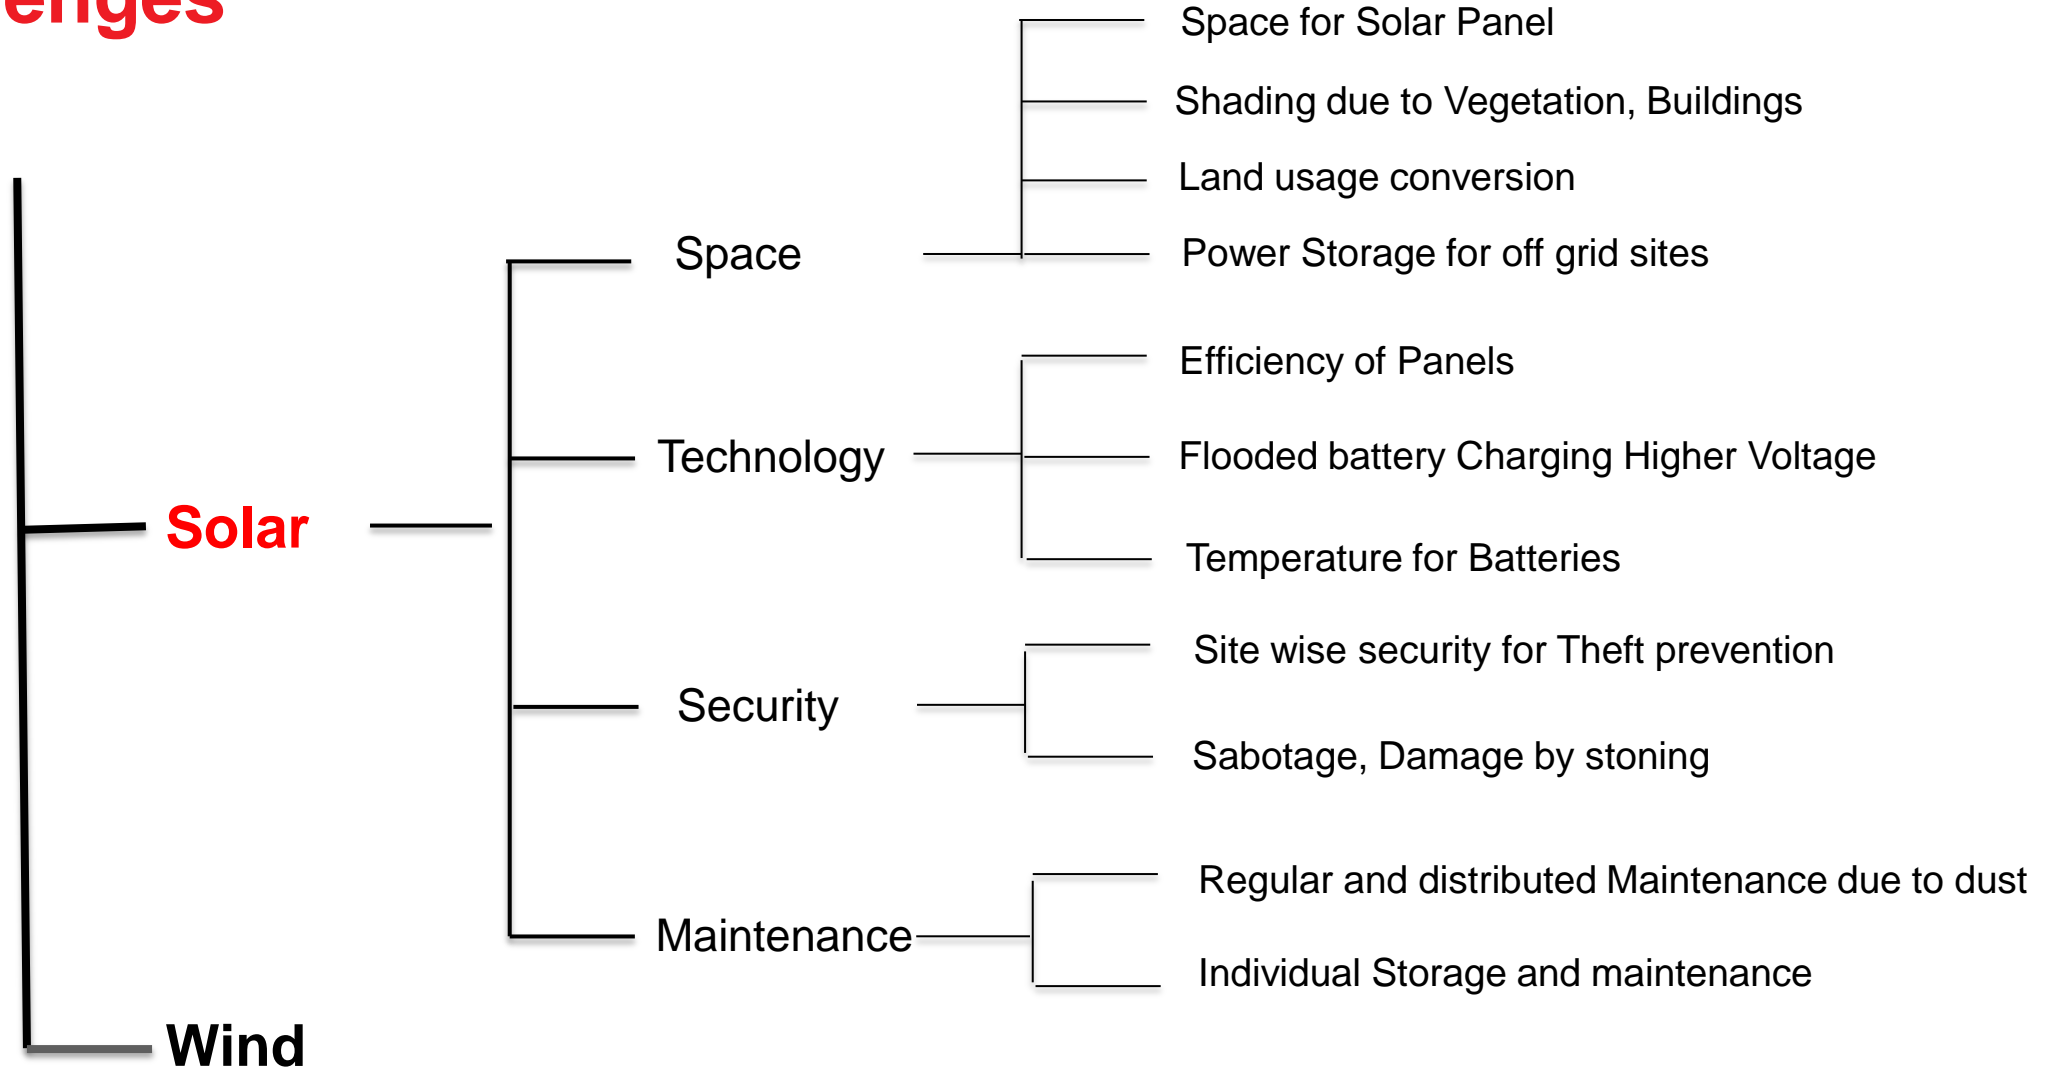 enges
Space for Solar Panel
Shading due to Vegetation, Buildings
Land usage conversion
Space
Power Storage for off grid sites
Efficiency of Panels
Technology
Flooded battery Charging Higher Voltage
Solar
Temperature for Batteries
Site wise security for Theft prevention
Security
Sabotage, Damage by stoning
Regular and distributed Maintenance due to dust
Maintenance
Individual Storage and maintenance
Wind